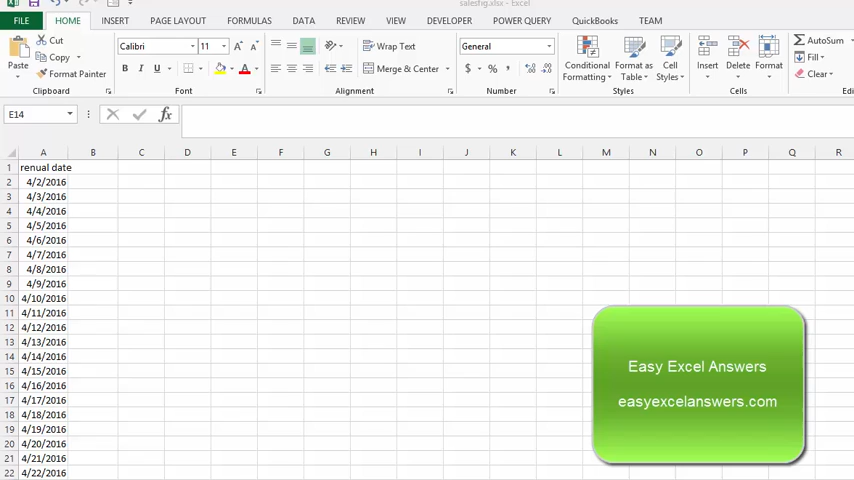 salesfig.xlsx - Excel
FILE HOME INSERT PAGE LAYOUT FORMULAS DATA REVIEW VIEW DEVELOPER POWER QUERY QuickBooks TEAM
Paste
Cut
Copy
Format Painter
Clipboard
Calibri 11
B I U
Font
Wrap Text
Merge & Center
Alignment
General
$ % ,
Number
Conditional Formatting
Format as Table
Cell Styles
Styles
Insert Delete Format
Cells
AutoSum
Fill
Clear
E14 fx
A B C D E F G H I J K L M N O P Q R
1 renual date
2 4/2/2016
3 4/3/2016
4 4/4/2016
5 4/5/2016
6 4/6/2016
7 4/7/2016
8 4/8/2016
9 4/9/2016
10 4/10/2016
11 4/11/2016
12 4/12/2016
13 4/13/2016
14 4/14/2016
15 4/15/2016
16 4/16/2016
17 4/17/2016
18 4/18/2016
19 4/19/2016
20 4/20/2016
21 4/21/2016
22 4/22/2016
Easy Excel Answers
easyexcelanswers.com